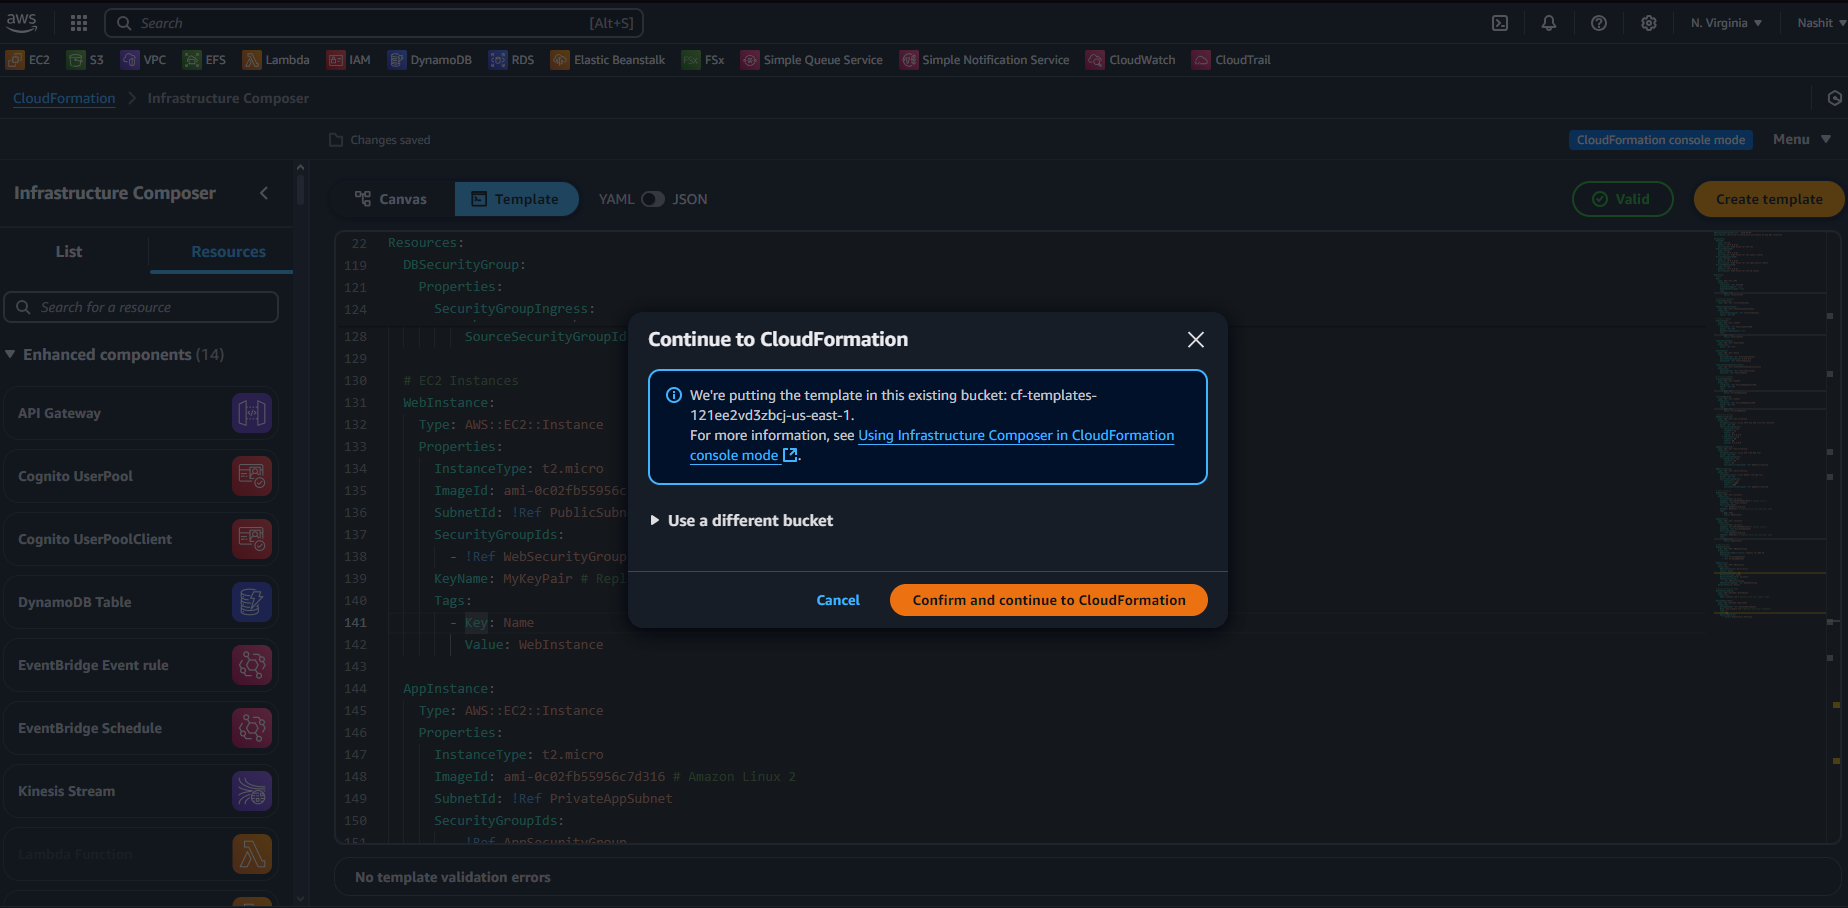 aws
Search [Alt+S]
N. Virginia
Nashit
EC2 S3 VPC EFS Lambda IAM DynamoDB RDS Elastic Beanstalk FSx Simple Queue Service Simple Notification Service CloudWatch CloudTrail
CloudFormation Infrastructure Composer
Changes saved
CloudFormation console mode
Menu
Infrastructure Composer
List Resources
Search for a resource
Enhanced components (14)
API Gateway
Cognito UserPool
Cognito UserPoolClient
DynamoDB Table
EventBridge Event rule
EventBridge Schedule
Kinesis Stream
Lambda Function
Canvas Template YAML JSON
Valid
Create template
22 Resources:
119 DBSecurityGroup:
121 Properties:
124 SecurityGroupIngress:
128 SourceSecurityGroupId
129
130 # EC2 Instances
131 WebInstance:
132 Type: AWS::EC2::Instance
133 Properties:
134 InstanceType: t2.micro
135 ImageId: ami-0c02fb55956c
136 SubnetId: !Ref PublicSubn
137 SecurityGroupIds:
138 - !Ref WebSecurityGroup
139 KeyName: MyKeyPair # Repl
140 Tags:
141 - Key: Name
142 Value: WebInstance
143
144 AppInstance:
145 Type: AWS::EC2::Instance
146 Properties:
147 InstanceType: t2.micro
148 ImageId: ami-0c02fb55956c7d316 # Amazon Linux 2
149 SubnetId: !Ref PrivateAppSubnet
150 SecurityGroupIds:
151 - !Ref AppSecurityGroup
No template validation errors
Continue to CloudFormation
We're putting the template in this existing bucket: cf-templates-
121ee2vd3zbcj-us-east-1.
For more information, see Using Infrastructure Composer in CloudFormation
console mode.
Use a different bucket
Cancel
Confirm and continue to CloudFormation